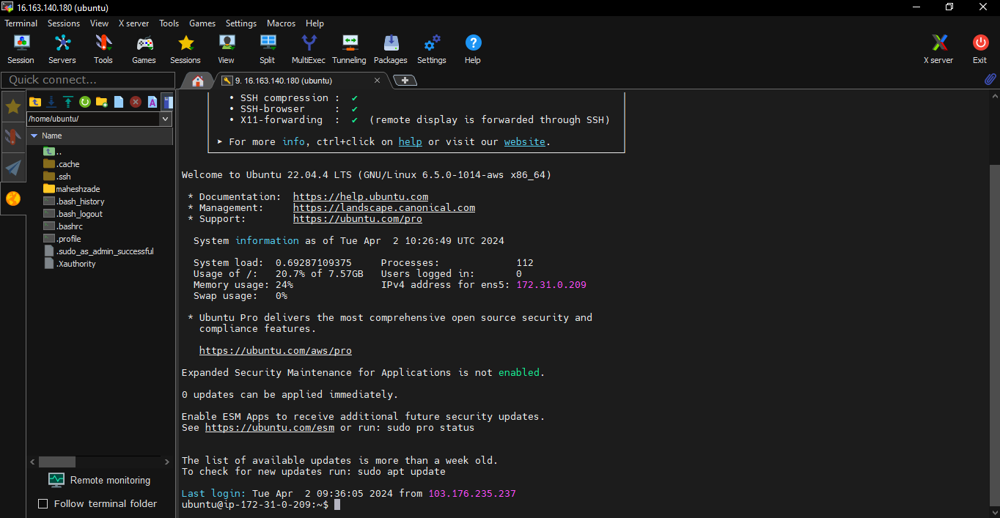 16.163.140.180 (ubuntu)
Terminal Sessions View X server Tools Games Settings Macros Help
Session Servers Tools Games Sessions View Split MultiExec Tunneling Packages Settings Help X server Exit
Quick connect...
9. 16.163.140.180 (ubuntu)
/home/ubuntu/
Name
..
.cache
.ssh
maheshzade
.bash_history
.bash_logout
.bashrc
.profile
.sudo_as_admin_successful
.Xauthority
Remote monitoring
Follow terminal folder
• SSH compression : ✔
• SSH-browser : ✔
• X11-forwarding : ✔ (remote display is forwarded through SSH)
➤ For more info, ctrl+click on help or visit our website.
Welcome to Ubuntu 22.04.4 LTS (GNU/Linux 6.5.0-1014-aws x86_64)
* Documentation: https://help.ubuntu.com
* Management: https://landscape.canonical.com
* Support: https://ubuntu.com/pro
System information as of Tue Apr 2 10:26:49 UTC 2024
System load: 0.69287109375 Processes: 112
Usage of /: 20.7% of 7.57GB Users logged in: 0
Memory usage: 24% IPv4 address for ens5: 172.31.0.209
Swap usage: 0%
* Ubuntu Pro delivers the most comprehensive open source security and
compliance features.
https://ubuntu.com/aws/pro
Expanded Security Maintenance for Applications is not enabled.
0 updates can be applied immediately.
Enable ESM Apps to receive additional future security updates.
See https://ubuntu.com/esm or run: sudo pro status
The list of available updates is more than a week old.
To check for new updates run: sudo apt update
Last login: Tue Apr 2 09:36:05 2024 from 103.176.235.237
ubuntu@ip-172-31-0-209:~$